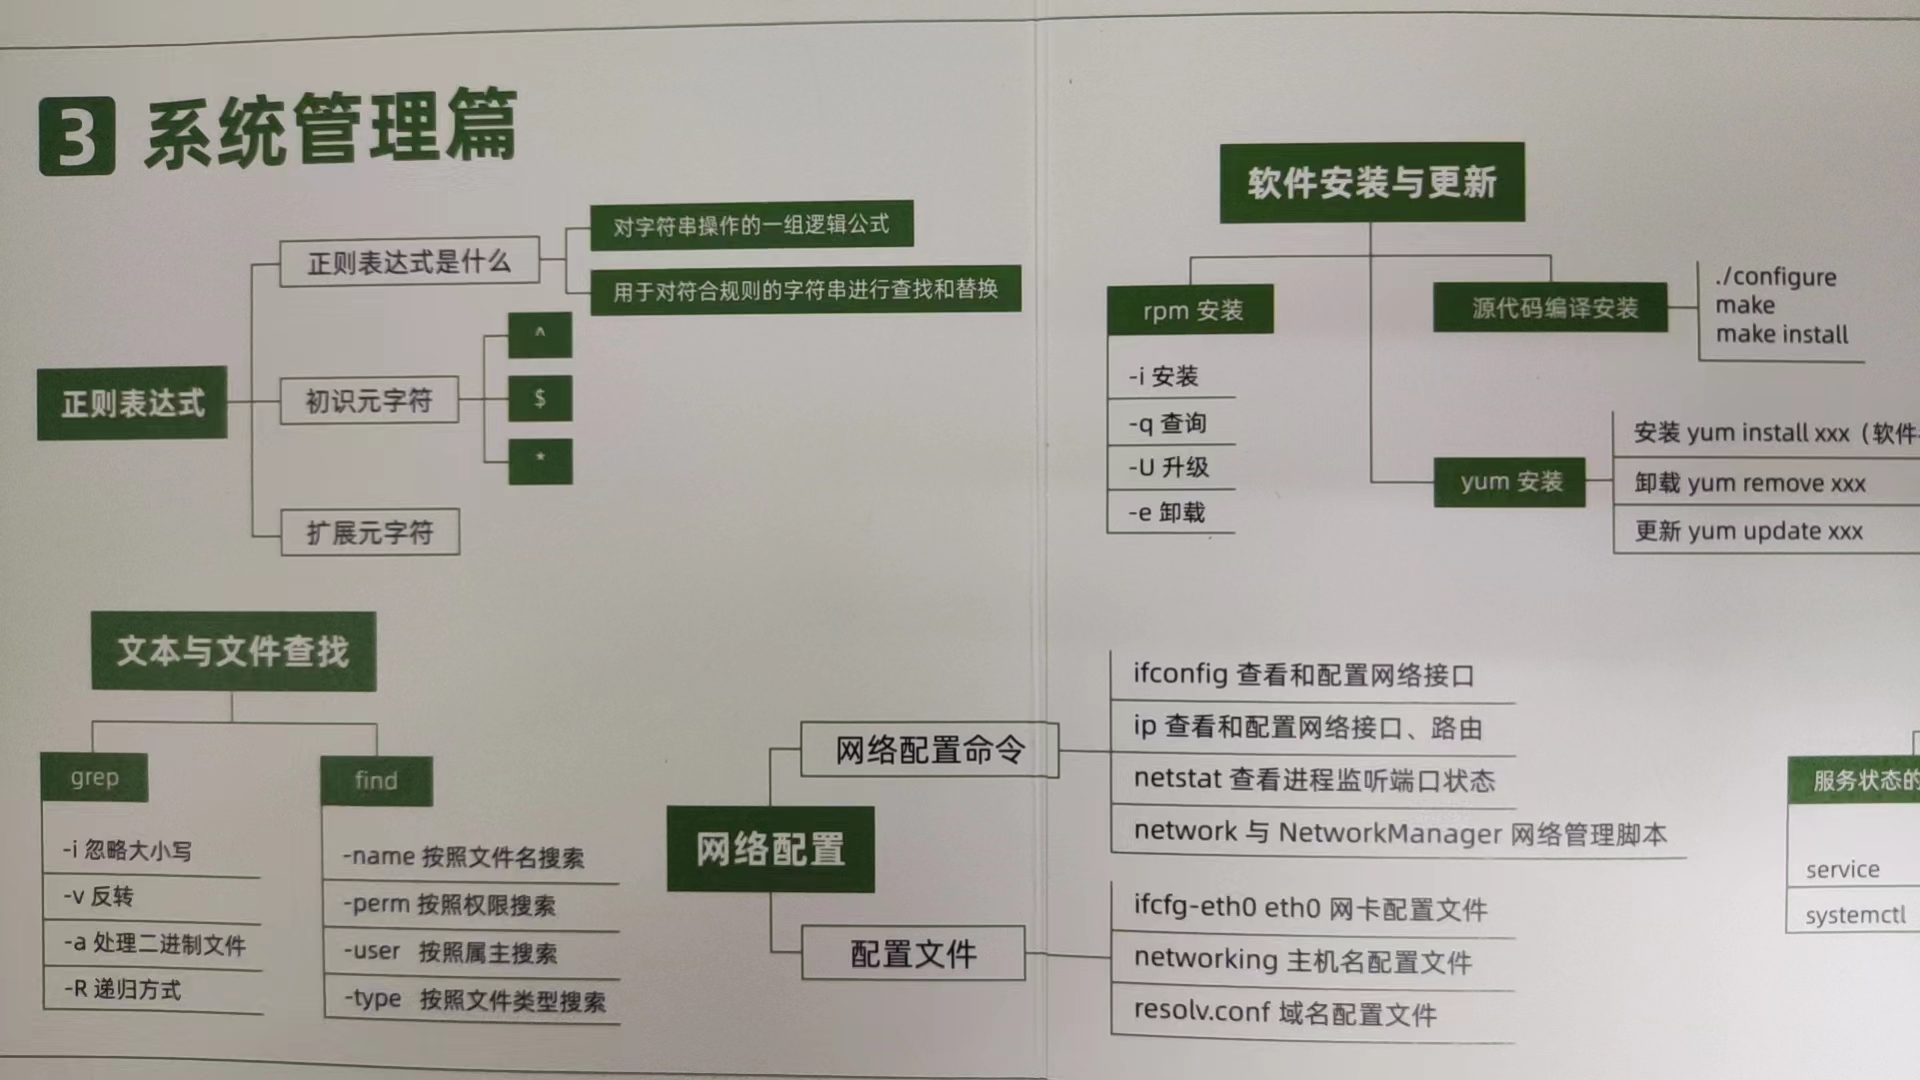 3 系统管理篇
正则表达式
正则表达式是什么
对字符串操作的一组逻辑公式
用于对符合规则的字符串进行查找和替换
初识元字符
^
$
*
扩展元字符
软件安装与更新
rpm 安装
-i 安装
-q 查询
-U 升级
-e 卸载
源代码编译安装
./configure
make
make install
yum 安装
安装 yum install xxx（软件
卸载 yum remove xxx
更新 yum update xxx
文本与文件查找
grep
-i 忽略大小写
-v 反转
-a 处理二进制文件
-R 递归方式
find
-name 按照文件名搜索
-perm 按照权限搜索
-user 按照属主搜索
-type 按照文件类型搜索
网络配置
网络配置命令
ifconfig 查看和配置网络接口
ip 查看和配置网络接口、路由
netstat 查看进程监听端口状态
network 与 NetworkManager 网络管理脚本
配置文件
ifcfg-eth0 eth0 网卡配置文件
networking 主机名配置文件
resolv.conf 域名配置文件
服务状态的
service
systemctl